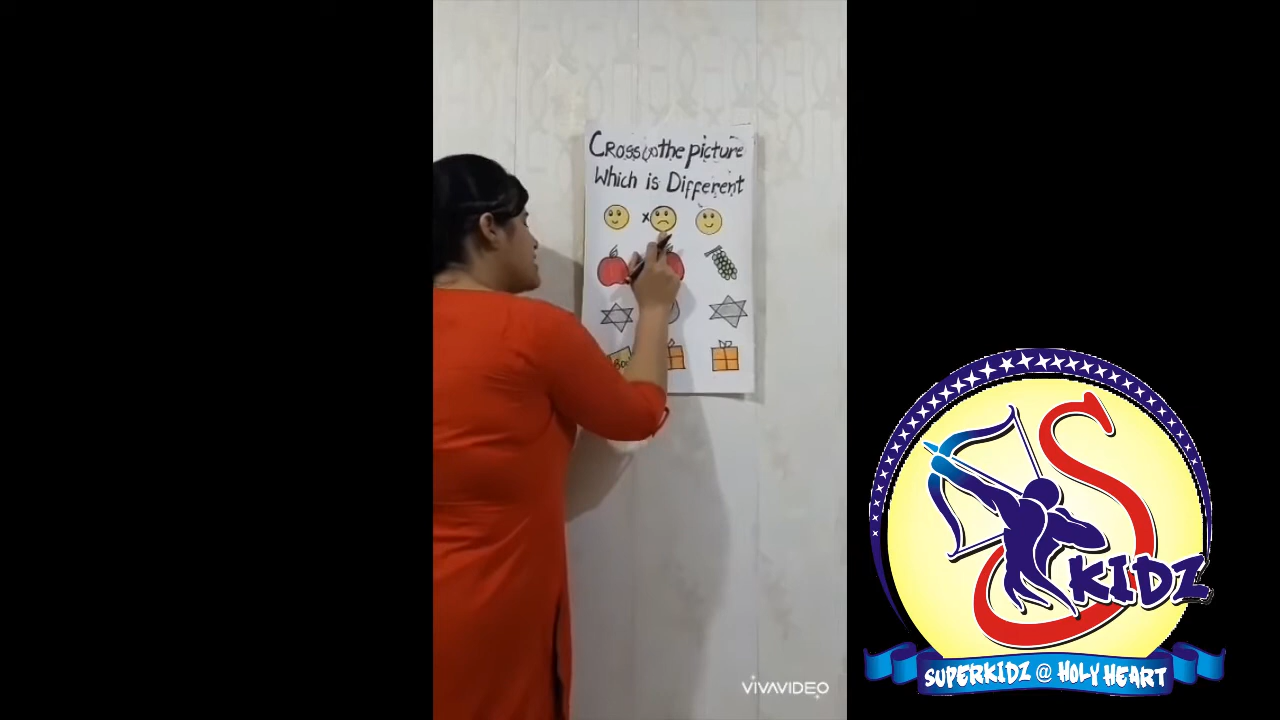 Cross the picture
Which is Different
x
KIDZ
SUPERKIDZ @ HOLY HEART
VIVAVIDEO